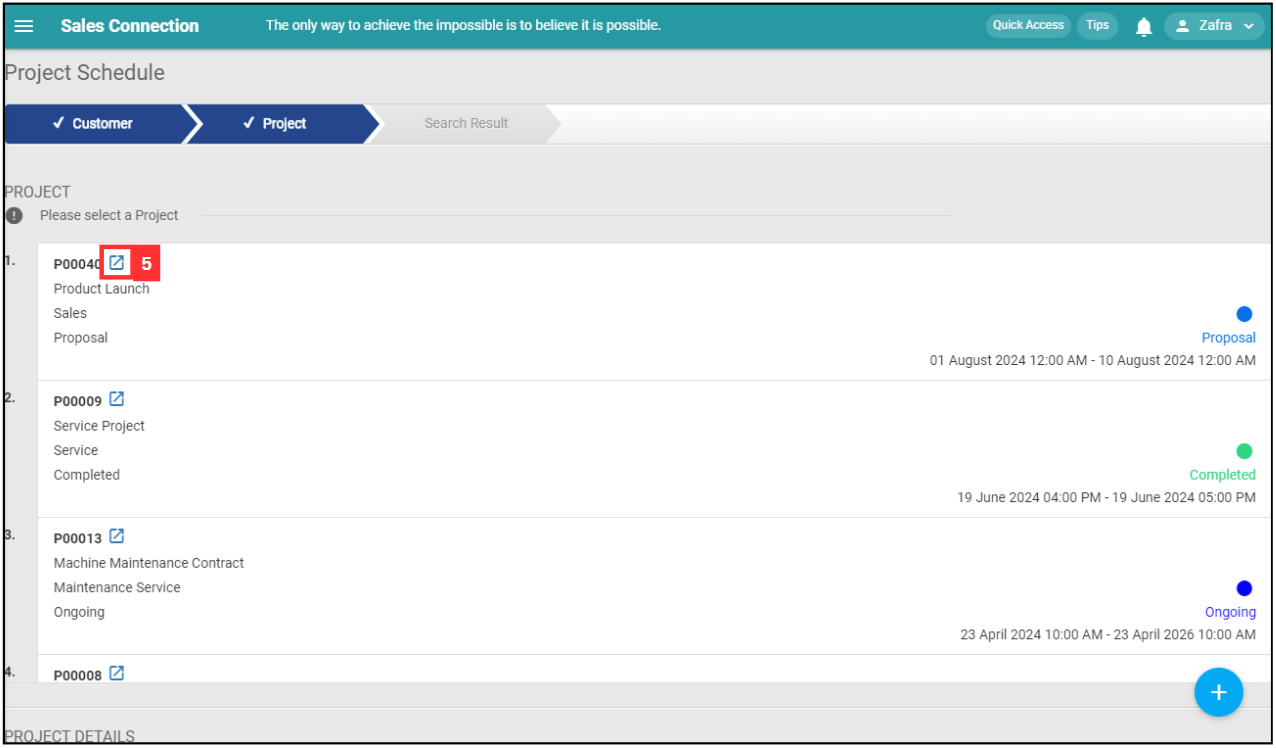 Sales Connection The only way to achieve the impossible is to believe it is possible. Quick Access Tips Zafra
Project Schedule
✓ Customer ✓ Project Search Result
PROJECT
Please select a Project
1. P00040 5
Product Launch
Sales
Proposal
Proposal
01 August 2024 12:00 AM - 10 August 2024 12:00 AM
2. P00009
Service Project
Service
Completed
Completed
19 June 2024 04:00 PM - 19 June 2024 05:00 PM
3. P00013
Machine Maintenance Contract
Maintenance Service
Ongoing
Ongoing
23 April 2024 10:00 AM - 23 April 2026 10:00 AM
4. P00008
+
PROJECT DETAILS